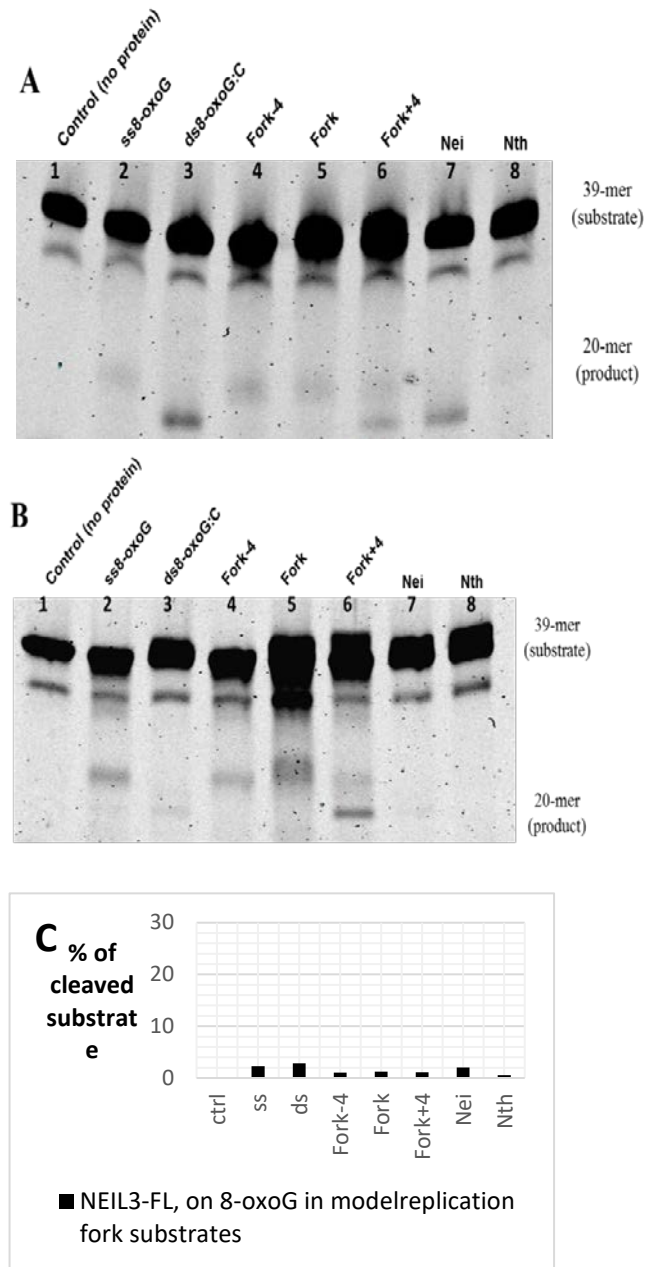 A
Control (no protein)
ss8-oxoG
ds8-oxoG:C
Fork-4
Fork
Fork+4
Nei
Nth
1 2 3 4 5 6 7 8
39-mer
(substrate)
20-mer
(product)
B
Control (no protein)
ss8-oxoG
ds8-oxoG:C
Fork-4
Fork
Fork+4
Nei
Nth
1 2 3 4 5 6 7 8
39-mer
(substrate)
20-mer
(product)
C
% of
cleaved
substrat
e
30
20
10
0
ctrl
ss
ds
Fork-4
Fork
Fork+4
Nei
Nth
NEIL3-FL, on 8-oxoG in modelreplication
fork substrates